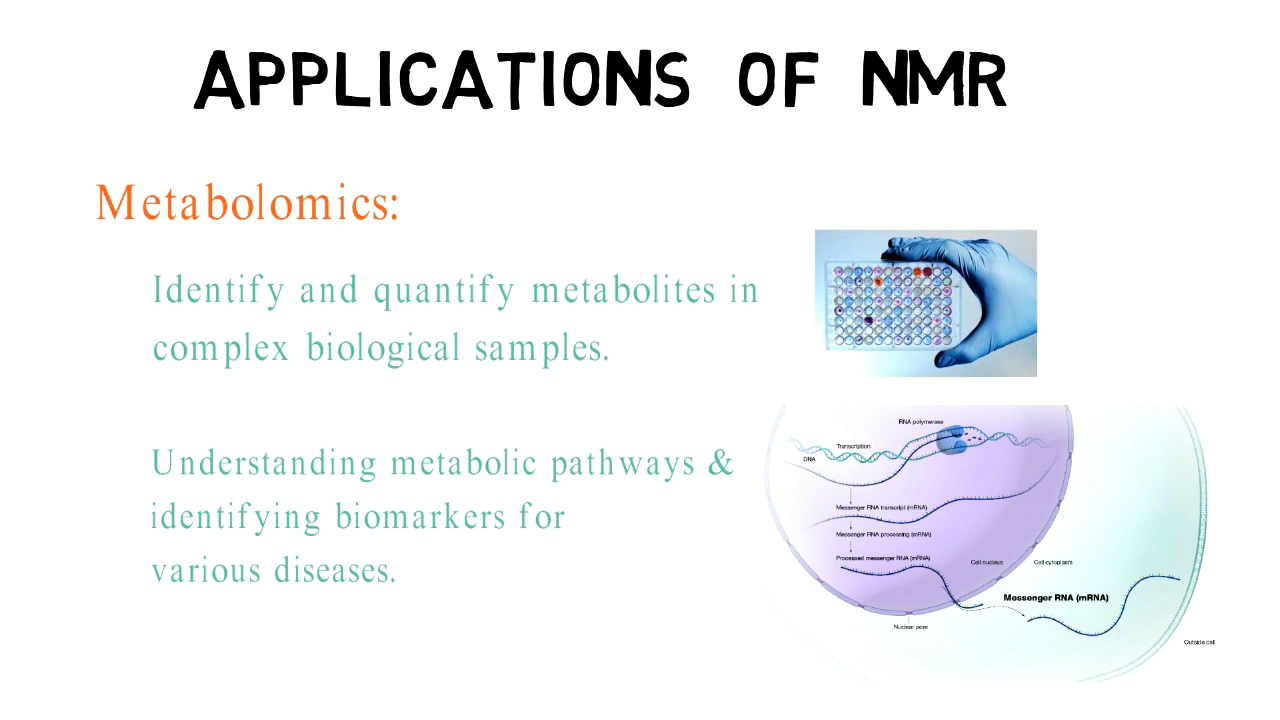 APPLICATIONS OF NMR
Metabolomics:
Identify and quantify metabolites in
complex biological samples.
Understanding metabolic pathways &
identifying biomarkers for
various diseases.
RNA polymerase
Transcription
DNA
Messenger RNA transcript (mRNA)
Messenger RNA processing (mRNA)
Processed messenger RNA (mRNA)
Cell nucleus
Cell cytoplasm
Messenger RNA (mRNA)
Nuclear pore
Outside cell